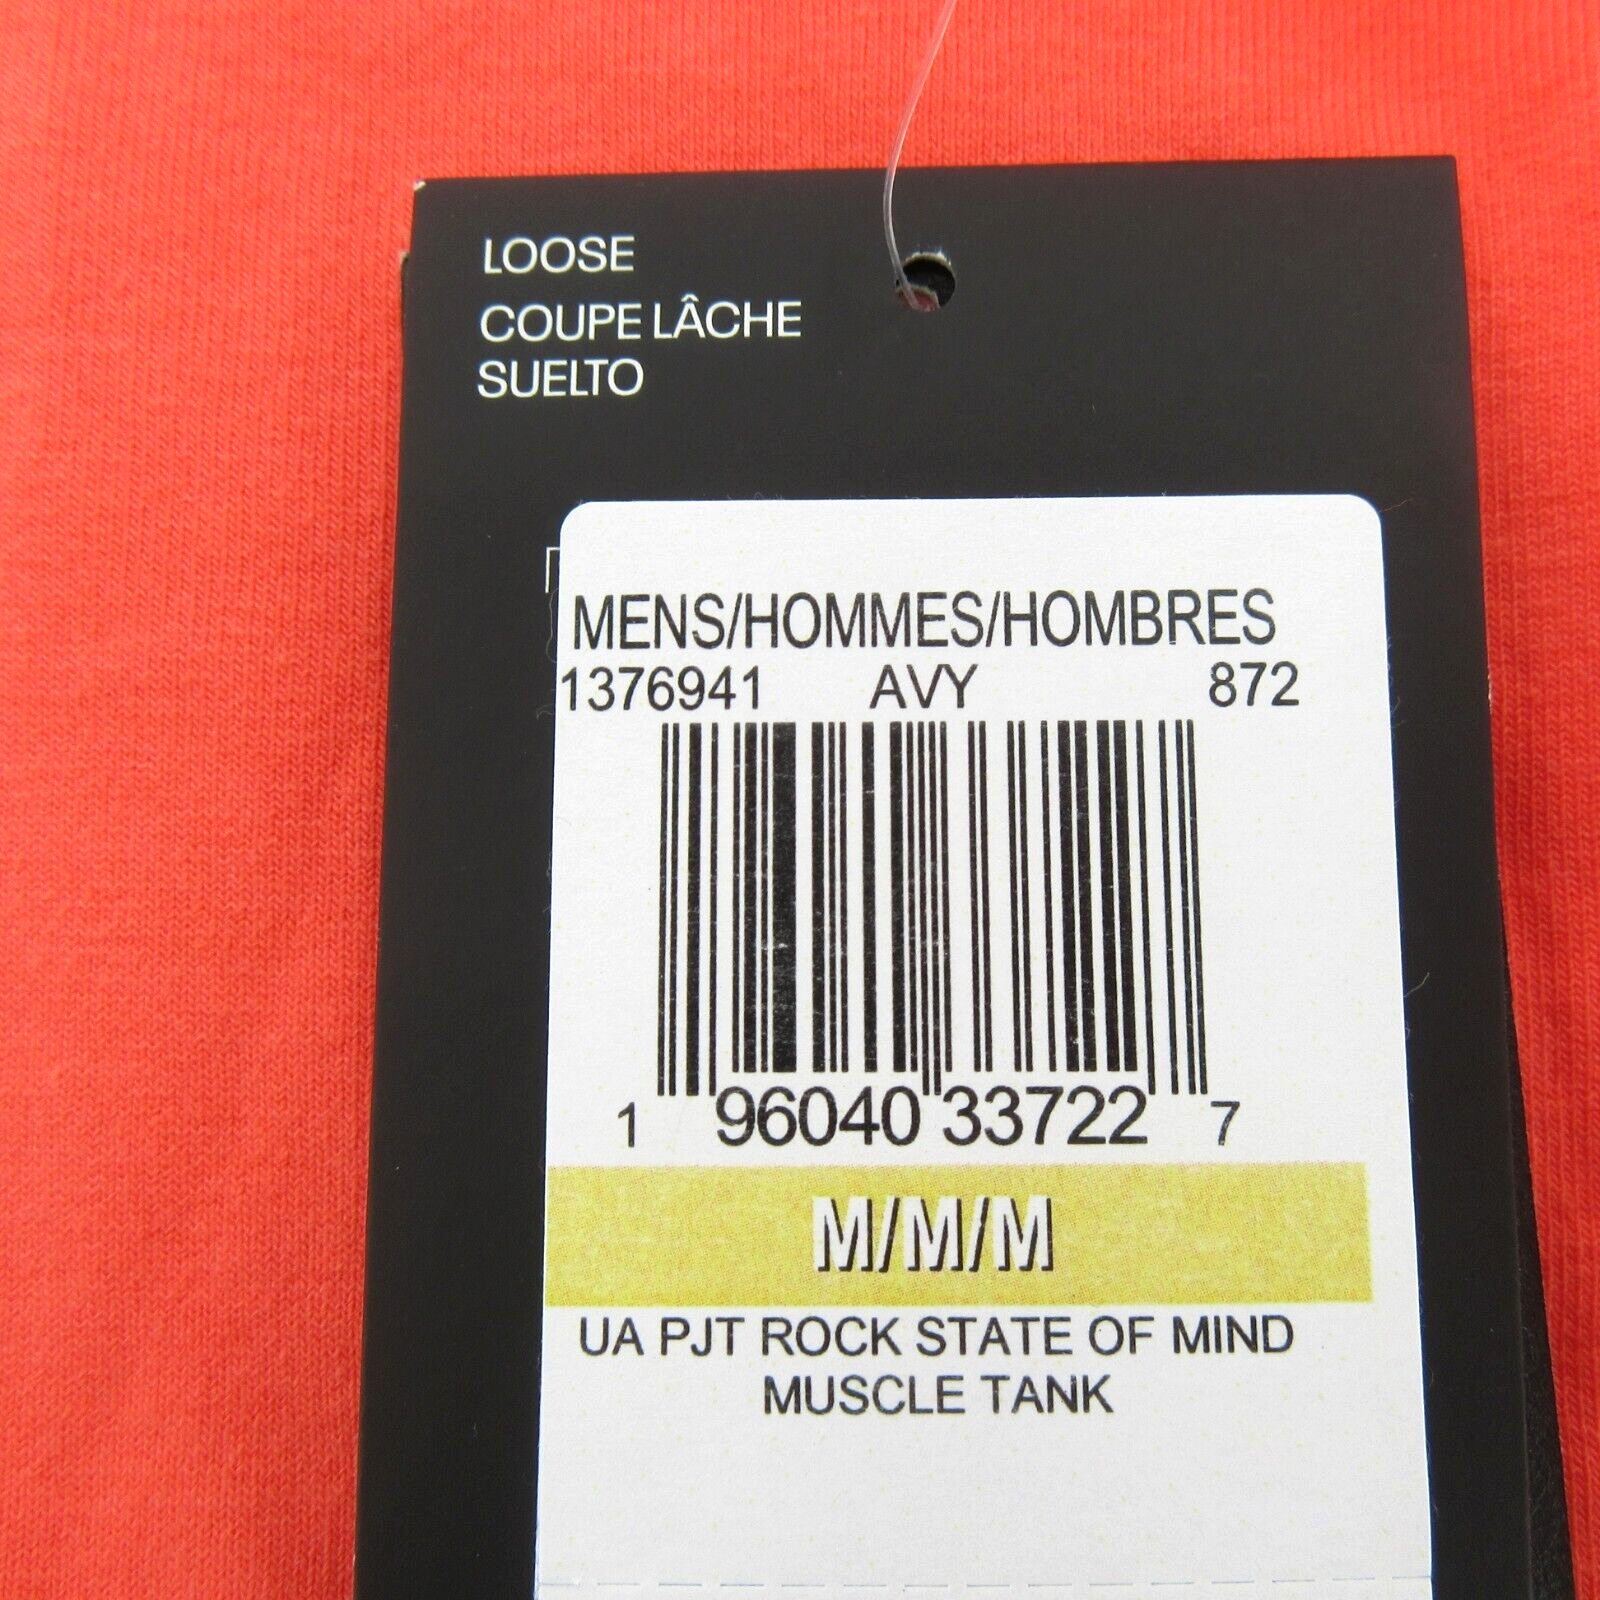 LOOSE
COUPE LÂCHE
SUELTO
MENS/HOMMES/HOMBRES
1376941 AVY 872
1 96040 33722 7
M/M/M
UA PJT ROCK STATE OF MIND
MUSCLE TANK